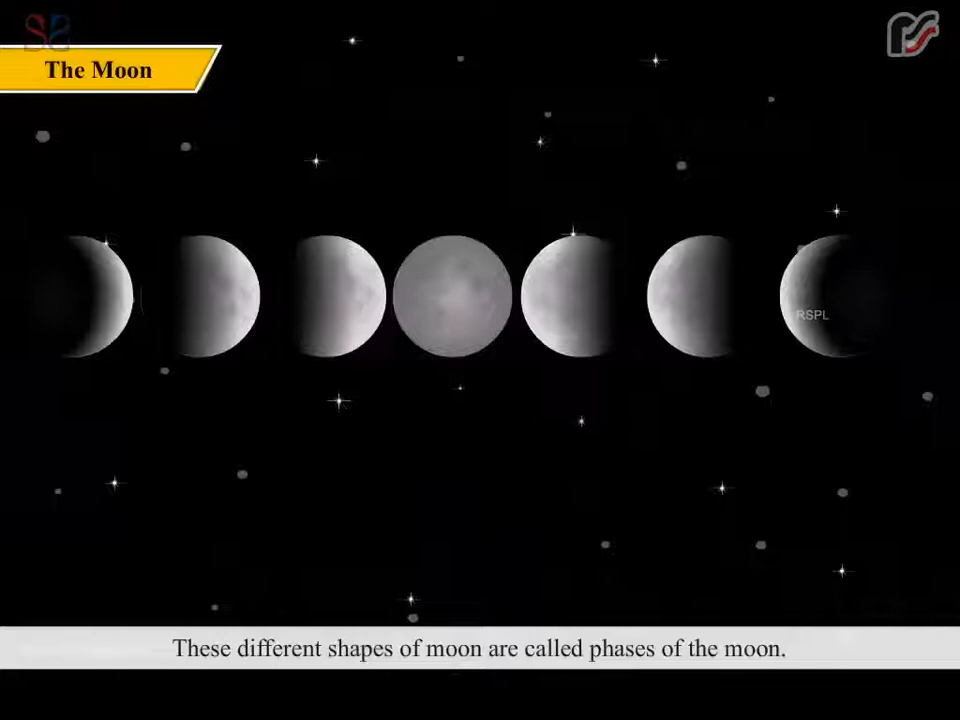 The Moon
RSPL
These different shapes of moon are called phases of the moon.